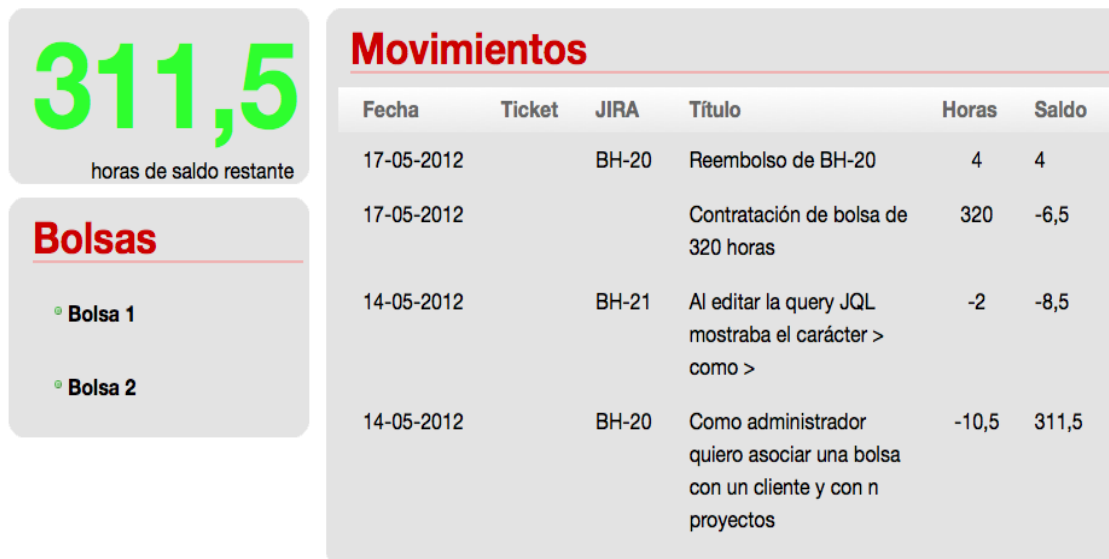 311,5
horas de saldo restante
Bolsas
Bolsa 1
Bolsa 2
Movimientos
Fecha Ticket JIRA Título Horas Saldo
17-05-2012 BH-20 Reembolso de BH-20 4 4
17-05-2012 Contratación de bolsa de 320 -6,5
320 horas
14-05-2012 BH-21 Al editar la query JQL -2 -8,5
mostraba el carácter >
como >
14-05-2012 BH-20 Como administrador -10,5 311,5
quiero asociar una bolsa
con un cliente y con n
proyectos